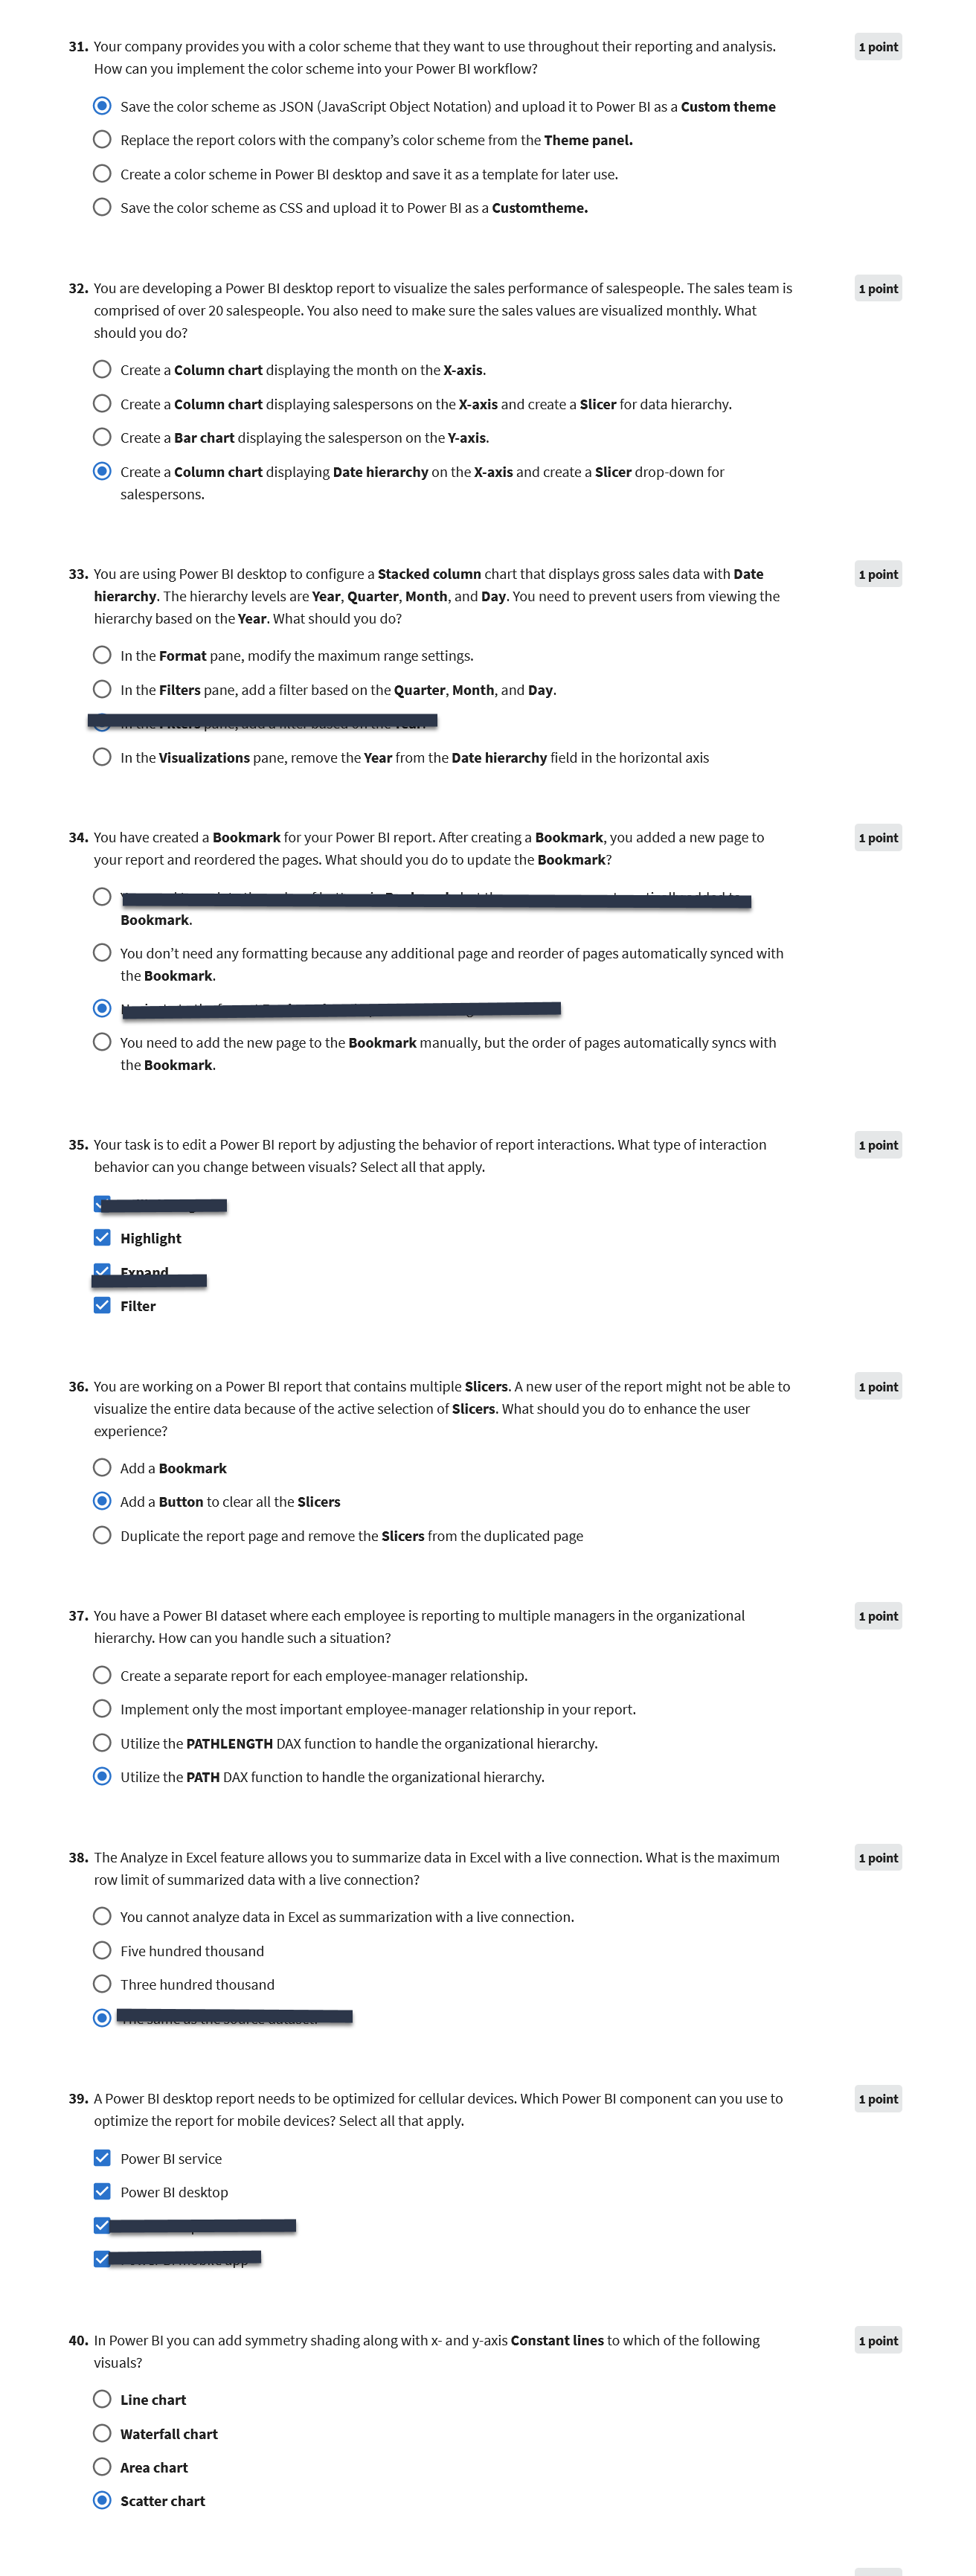 31. Your company provides you with a color scheme that they want to use throughout their reporting and analysis. 1 point
How can you implement the color scheme into your Power BI workflow?
Save the color scheme as JSON (JavaScript Object Notation) and upload it to Power BI as a Custom theme
Replace the report colors with the company's color scheme from the Theme panel.
Create a color scheme in Power BI desktop and save it as a template for later use.
Save the color scheme as CSS and upload it to Power BI as a Customtheme.
32. You are developing a Power BI desktop report to visualize the sales performance of salespeople. The sales team is 1 point
comprised of over 20 salespeople. You also need to make sure the sales values are visualized monthly. What
should you do?
Create a Column chart displaying the month on the X-axis.
Create a Column chart displaying salespersons on the X-axis and create a Slicer for data hierarchy.
Create a Bar chart displaying the salesperson on the Y-axis.
Create a Column chart displaying Date hierarchy on the X-axis and create a Slicer drop-down for
salespersons.
33. You are using Power BI desktop to configure a Stacked column chart that displays gross sales data with Date 1 point
hierarchy. The hierarchy levels are Year, Quarter, Month, and Day. You need to prevent users from viewing the
hierarchy based on the Year. What should you do?
In the Format pane, modify the maximum range settings.
In the Filters pane, add a filter based on the Quarter, Month, and Day.
In the Visualizations pane, remove the Year from the Date hierarchy field in the horizontal axis
34. You have created a Bookmark for your Power BI report. After creating a Bookmark, you added a new page to 1 point
your report and reordered the pages. What should you do to update the Bookmark?
Bookmark.
You don't need any formatting because any additional page and reorder of pages automatically synced with
the Bookmark.
You need to add the new page to the Bookmark manually, but the order of pages automatically syncs with
the Bookmark.
35. Your task is to edit a Power BI report by adjusting the behavior of report interactions. What type of interaction 1 point
behavior can you change between visuals? Select all that apply.
Highlight
Expand
Filter
36. You are working on a Power BI report that contains multiple Slicers. A new user of the report might not be able to 1 point
visualize the entire data because of the active selection of Slicers. What should you do to enhance the user
experience?
Add a Bookmark
Add a Button to clear all the Slicers
Duplicate the report page and remove the Slicers from the duplicated page
37. You have a Power BI dataset where each employee is reporting to multiple managers in the organizational 1 point
hierarchy. How can you handle such a situation?
Create a separate report for each employee-manager relationship.
Implement only the most important employee-manager relationship in your report.
Utilize the PATHLENGTH DAX function to handle the organizational hierarchy.
Utilize the PATH DAX function to handle the organizational hierarchy.
38. The Analyze in Excel feature allows you to summarize data in Excel with a live connection. What is the maximum 1 point
row limit of summarized data with a live connection?
You cannot analyze data in Excel as summarization with a live connection.
Five hundred thousand
Three hundred thousand
39. A Power BI desktop report needs to be optimized for cellular devices. Which Power BI component can you use to 1 point
optimize the report for mobile devices? Select all that apply.
Power BI service
Power BI desktop
40. In Power BI you can add symmetry shading along with x- and y-axis Constant lines to which of the following 1 point
visuals?
Line chart
Waterfall chart
Area chart
Scatter chart